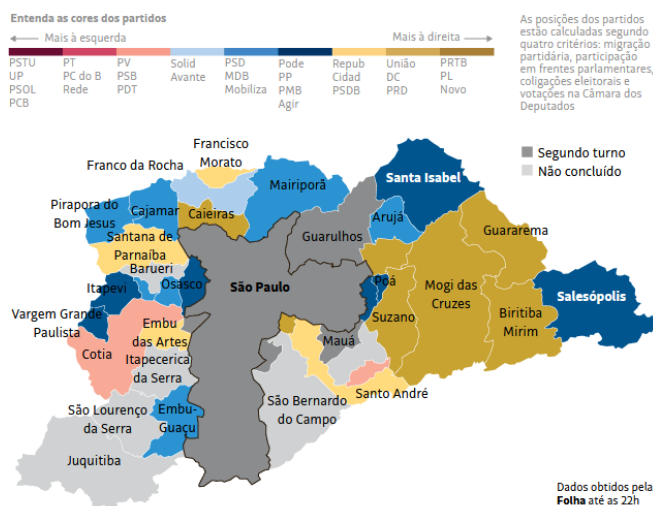 Entenda as cores dos partidos
Mais à esquerda
Mais à direita
PSTU
UP
PSOL
PCB
PT
PC do B
Rede
PV
PSB
PDT
Solid
Avante
PSD
MDB
Mobiliza
Pode
PP
PMB
Agir
Repub
Cidad
PSDB
União
DC
PRD
PRTB
PL
Novo
As posições dos partidos
estão calculadas segundo
quatro critérios: migração
partidária, participação
em frentes parlamentares,
coligações eleitorais e
votações na Câmara dos
Deputados
Segundo turno
Não concluído
Francisco
Morato
Franco da Rocha
Mairiporã
Santa Isabel
Pirapora do
Bom Jesus
Cajamar
Caieiras
Arujá
Guarulhos
Guararema
Santana de
Parnaíba
Barueri
Itapevi
Osasco
São Paulo
Poá
Mogi das
Cruzes
Salesópolis
Vargem Grande
Paulista
Suzano
Biritiba
Mirim
Embu
das Artes
Mauá
Cotia
Itapecerica
da Serra
Santo André
São Bernardo
do Campo
São Lourenço
da Serra
Embu-
Guaçu
Juquitiba
Dados obtidos pela
Folha até as 22h